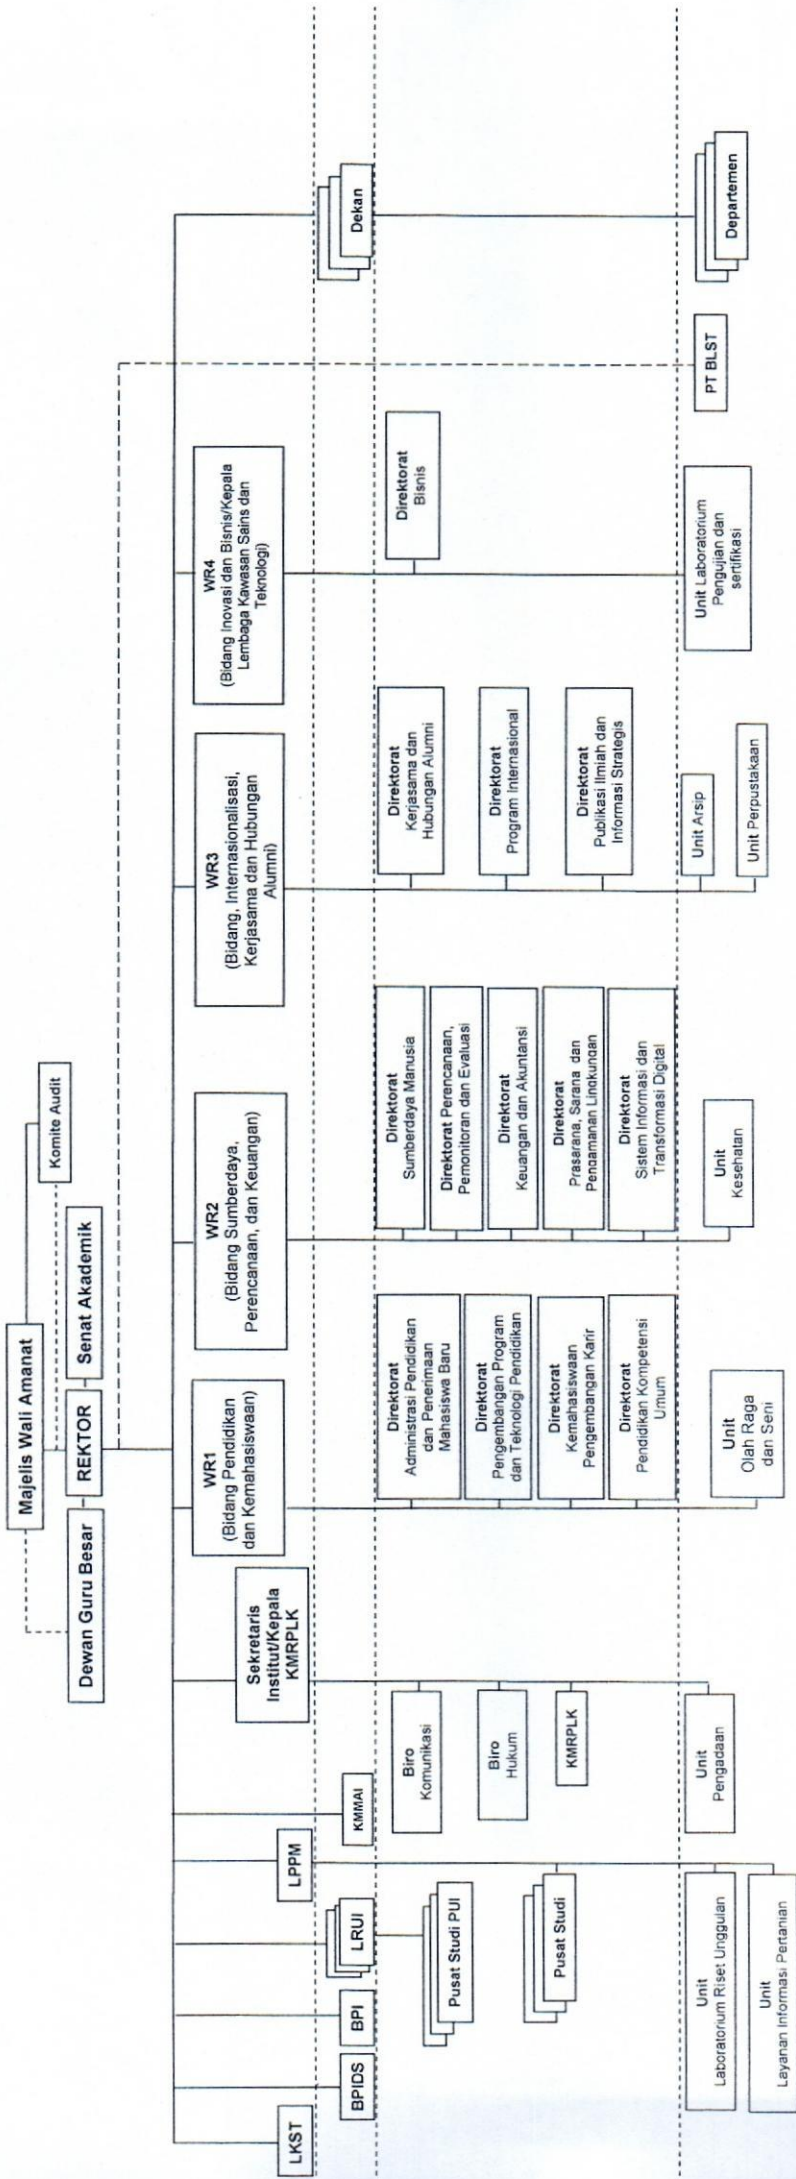 Majelis Wali Amanat
Komite Audit
Dewan Guru Besar
REKTOR
Senat Akademik
LKST
BPIDS
BPI
LRUI
LPPM
KMMAI
Sekretaris
Institut/Kepala
KMRPLK
WR1
(Bidang Pendidikan
dan Kemahasiswaan)
WR2
(Bidang Sumberdaya,
Perencanaan, dan Keuangan)
WR3
(Bidang, Internasionalisasi,
Kerjasama dan Hubungan
Alumni)
WR4
(Bidang Inovasi dan Bisnis/Kepala
Lembaga Kawasan Sains dan
Teknologi)
Dekan
Pusat Studi PUI
Pusat Studi
Biro
Komunikasi
Biro
Hukum
KMRPLK
Direktorat
Administrasi Pendidikan
dan Penerimaan
Mahasiswa Baru
Direktorat
Pengembangan Program
dan Teknologi Pendidikan
Direktorat
Kemahasiswaan
Pengembangan Karir
Direktorat
Pendidikan Kompetensi
Umum
Direktorat
Sumberdaya Manusia
Direktorat Perencanaan,
Pemonitoran dan Evaluasi
Direktorat
Keuangan dan Akuntansi
Direktorat
Prasarana, Sarana dan
Pengamanan Lingkungan
Direktorat
Sistem Informasi dan
Transformasi Digital
Direktorat
Kerjasama dan
Hubungan Alumni
Direktorat
Program Internasional
Direktorat
Publikasi Ilmiah dan
Informasi Strategis
Direktorat
Bisnis
Unit
Laboratorium Riset Unggulan
Unit
Layanan Informasi Pertanian
Unit
Pengadaan
Unit
Olah Raga
dan Seni
Unit
Kesehatan
Unit Arsip
Unit Perpustakaan
Unit Laboratorium
Pengujian dan
sertifikasi
PT BLST
Departemen